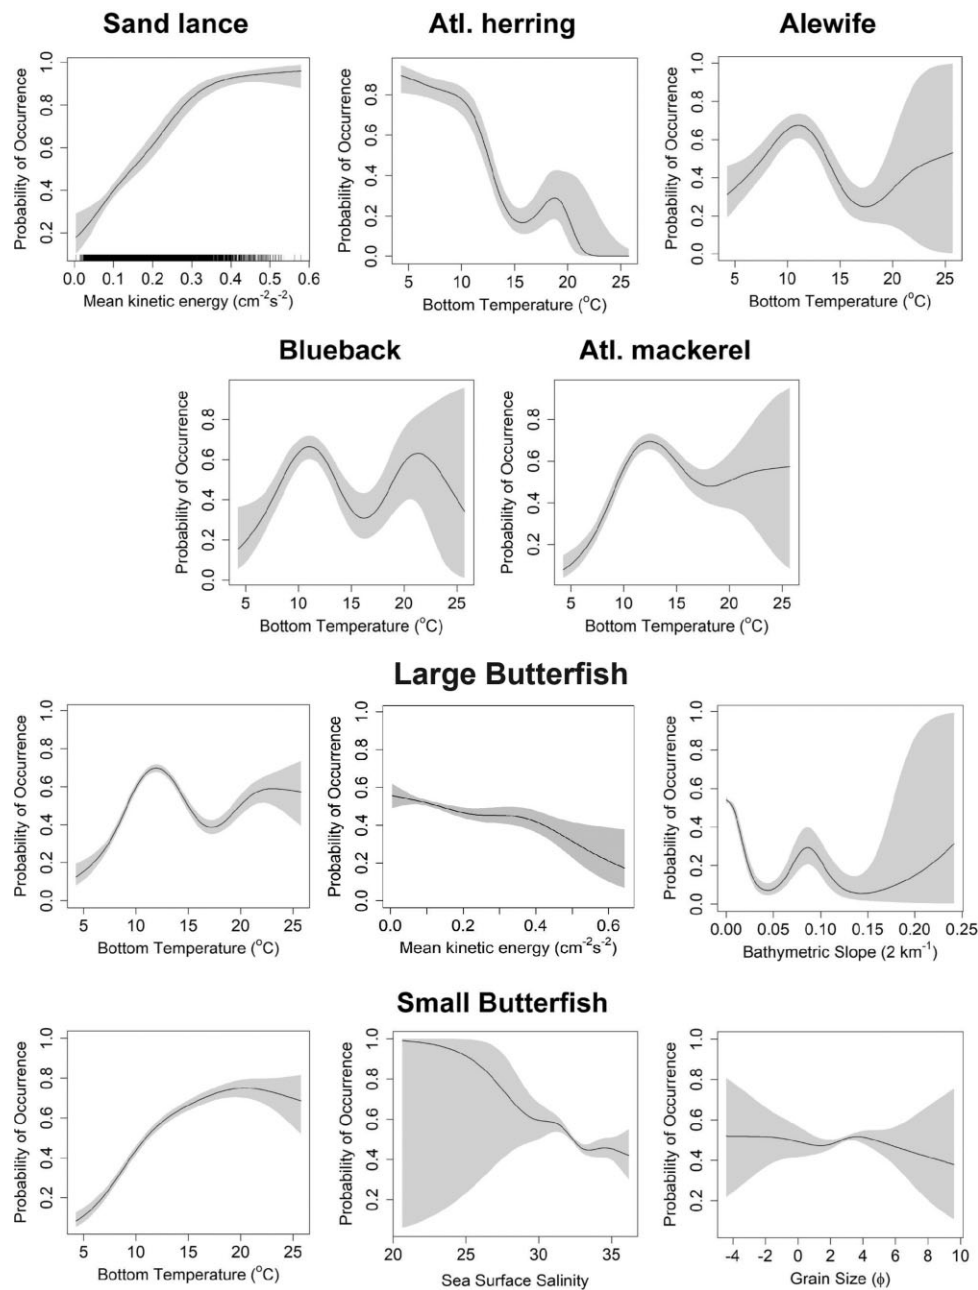 Sand lance
Atl. herring
Alewife
Probability of Occurrence
0.2 0.4 0.6 0.8 1.0
0.0 0.1 0.2 0.3 0.4 0.5 0.6
Mean kinetic energy (cm⁻²s⁻²)
Probability of Occurrence
0.0 0.2 0.4 0.6 0.8
5 10 15 20 25
Bottom Temperature (°C)
Probability of Occurrence
0.0 0.2 0.4 0.6 0.8 1.0
5 10 15 20 25
Bottom Temperature (°C)
Blueback
Atl. mackerel
Probability of Occurrence
0.0 0.2 0.4 0.6 0.8
5 10 15 20 25
Bottom Temperature (°C)
Probability of Occurrence
0.2 0.4 0.6 0.8
5 10 15 20 25
Bottom Temperature (°C)
Large Butterfish
Probability of Occurrence
0.0 0.2 0.4 0.6 0.8 1.0
5 10 15 20 25
Bottom Temperature (°C)
Probability of Occurrence
0.0 0.2 0.4 0.6 0.8 1.0
0.0 0.2 0.4 0.6
Mean kinetic energy (cm⁻²s⁻²)
Probability of Occurrence
0.0 0.2 0.4 0.6 0.8 1.0
0.00 0.05 0.10 0.15 0.20 0.25
Bathymetric Slope (2 km⁻¹)
Small Butterfish
Probability of Occurrence
0.2 0.4 0.6 0.8 1.0
5 10 15 20 25
Bottom Temperature (°C)
Probability of Occurrence
0.2 0.4 0.6 0.8 1.0
20 25 30 35
Sea Surface Salinity
Probability of Occurrence
0.2 0.4 0.6 0.8 1.0
-4 -2 0 2 4 6 8 10
Grain Size (ϕ)